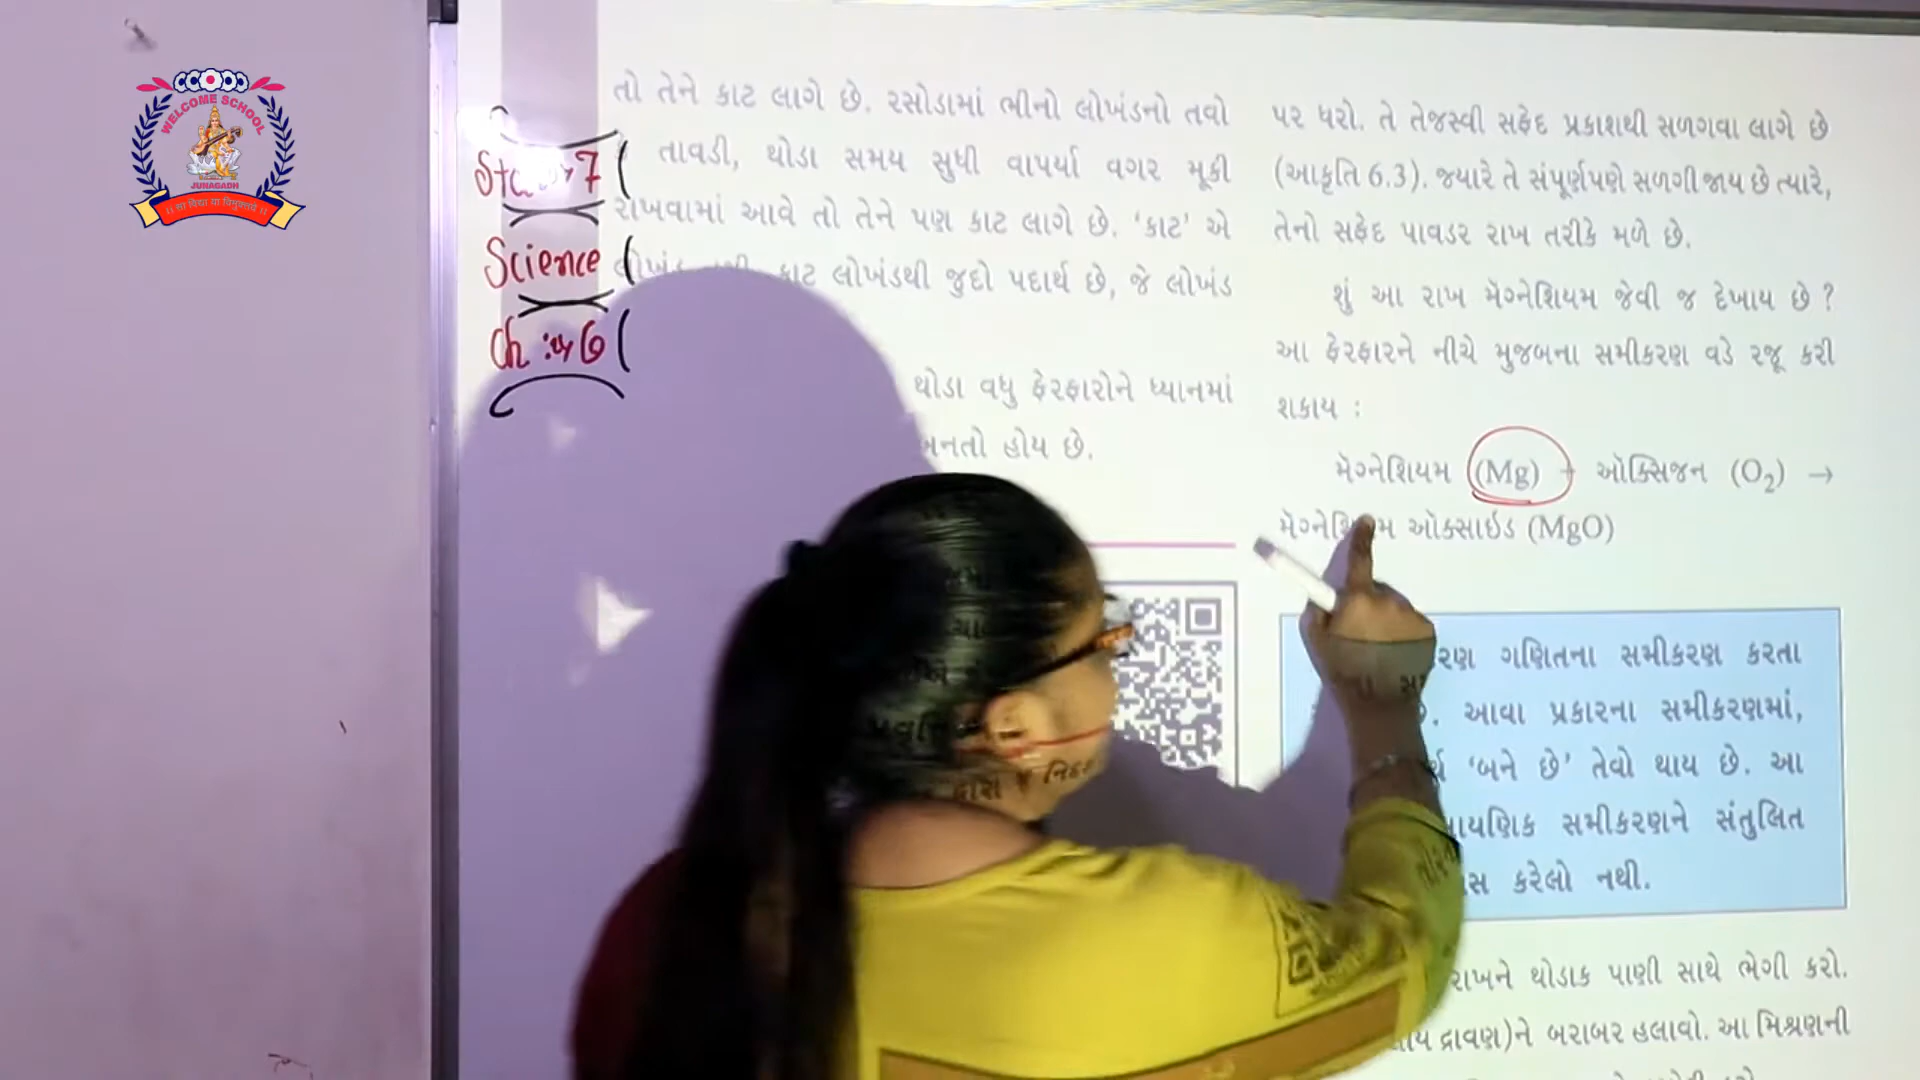 WELCOME SCHOOL
JUNAGADH
।। सा विद्या या विमुक्तये ।।
7
Science
Ch 6
તો તેને કાટ લાગે છે. રસોડામાં ભીનો લોખંડનો તવો
તાવડી, થોડા સમય સુધી વાપર્યા વગર મૂકી
રાખવામાં આવે તો તેને પણ કાટ લાગે છે. ‘કાટ’ એ
કાટ લોખંડથી જુદો પદાર્થ છે, જે લોખંડ
થોડા વધુ ફેરફારોને ધ્યાનમાં
બનતો હોય છે.
પર ધરો. તે તેજસ્વી સફેદ પ્રકાશથી સળગવા લાગે છે
(આકૃતિ 6.3). જ્યારે તે સંપૂર્ણપણે સળગી જાય છે ત્યારે,
તેનો સફેદ પાવડર રાખ તરીકે મળે છે.
શું આ રાખ મૅગ્નેશિયમ જેવી જ દેખાય છે ?
આ ફેરફારને નીચે મુજબના સમીકરણ વડે રજૂ કરી
શકાય :
મૅગ્નેશિયમ (Mg) + ઑક્સિજન (O₂) →
મૅગ્નેશિયમ ઑક્સાઇડ (MgO)
ગણિતના સમીકરણ કરતા
આવા પ્રકારના સમીકરણમાં,
‘બને છે’ તેવો થાય છે. આ
સમીકરણને સંતુલિત
કરેલો નથી.
રાખને થોડાક પાણી સાથે ભેગી કરો.
દ્રાવણ)ને બરાબર હલાવો. આ મિશ્રણની